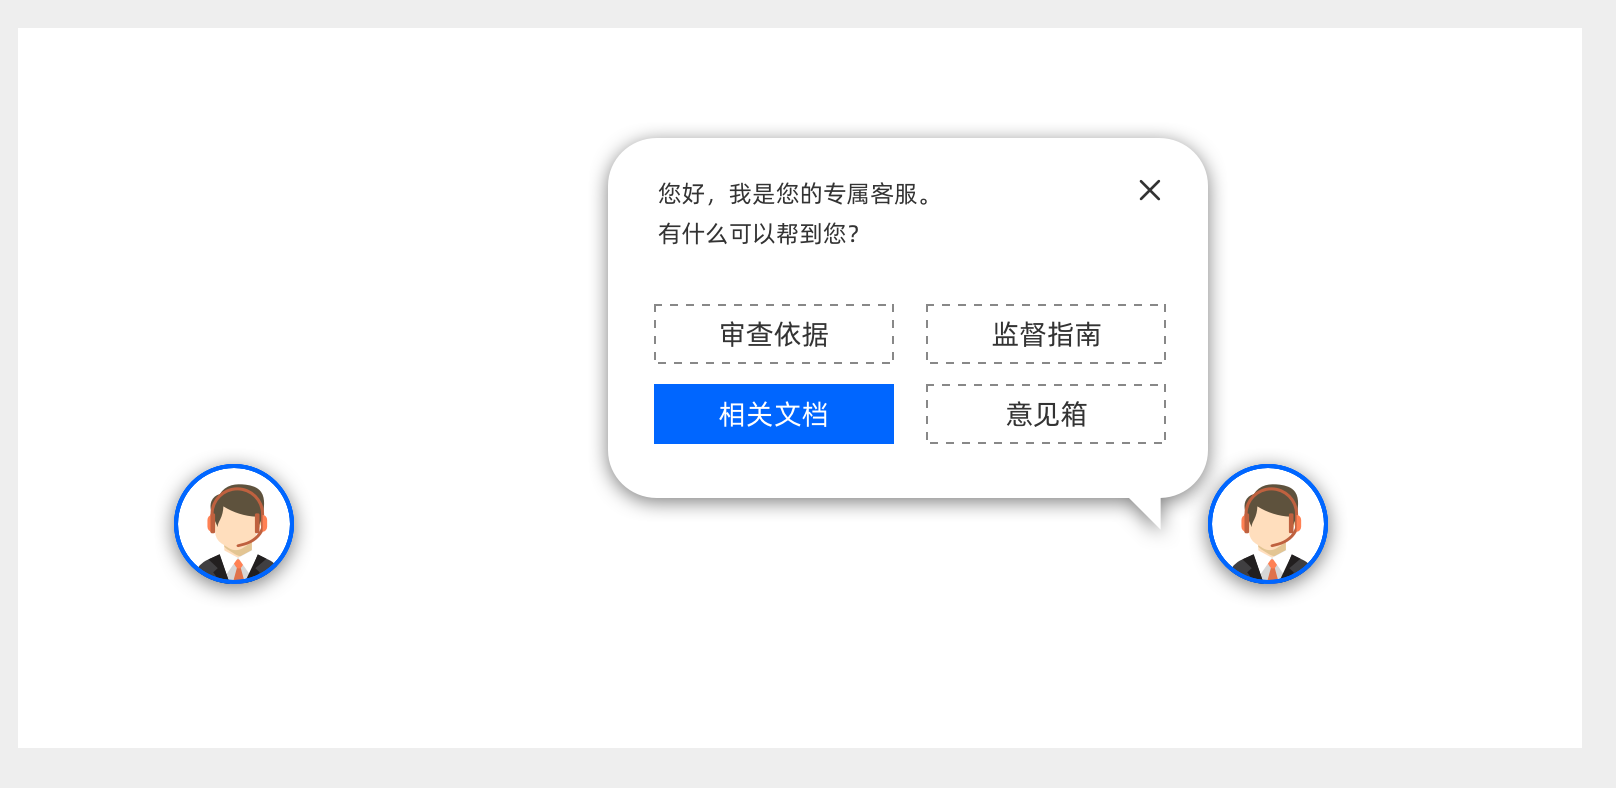 您好，我是您的专属客服。
有什么可以帮到您？
审查依据
监督指南
相关文档
意见箱